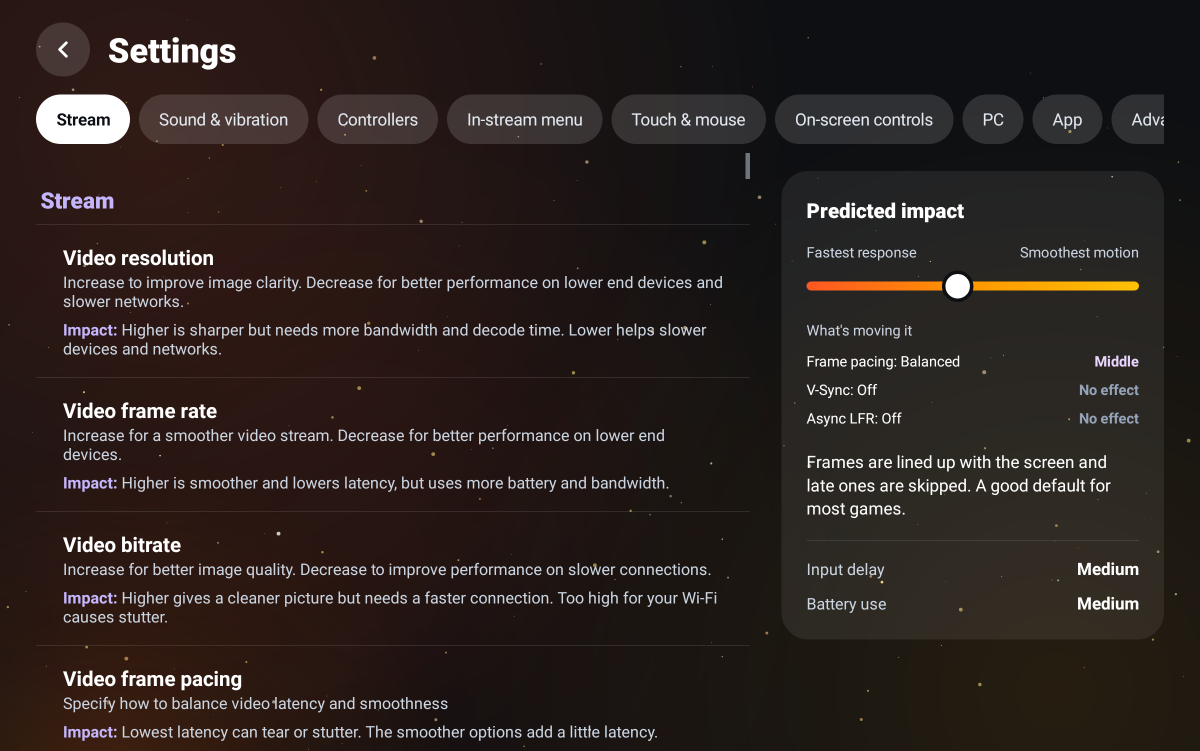 Settings
Stream
Sound & vibration
Controllers
In-stream menu
Touch & mouse
On-screen controls
PC
App
Adva
Stream
Video resolution
Increase to improve image clarity. Decrease for better performance on lower end devices and
slower networks.
Impact: Higher is sharper but needs more bandwidth and decode time. Lower helps slower
devices and networks.
Video frame rate
Increase for a smoother video stream. Decrease for better performance on lower end
devices.
Impact: Higher is smoother and lowers latency, but uses more battery and bandwidth.
Video bitrate
Increase for better image quality. Decrease to improve performance on slower connections.
Impact: Higher gives a cleaner picture but needs a faster connection. Too high for your Wi-Fi
causes stutter.
Video frame pacing
Specify how to balance video latency and smoothness
Impact: Lowest latency can tear or stutter. The smoother options add a little latency.
Predicted impact
Fastest response
Smoothest motion
What's moving it
Frame pacing: Balanced
Middle
V-Sync: Off
No effect
Async LFR: Off
No effect
Frames are lined up with the screen and
late ones are skipped. A good default for
most games.
Input delay
Medium
Battery use
Medium